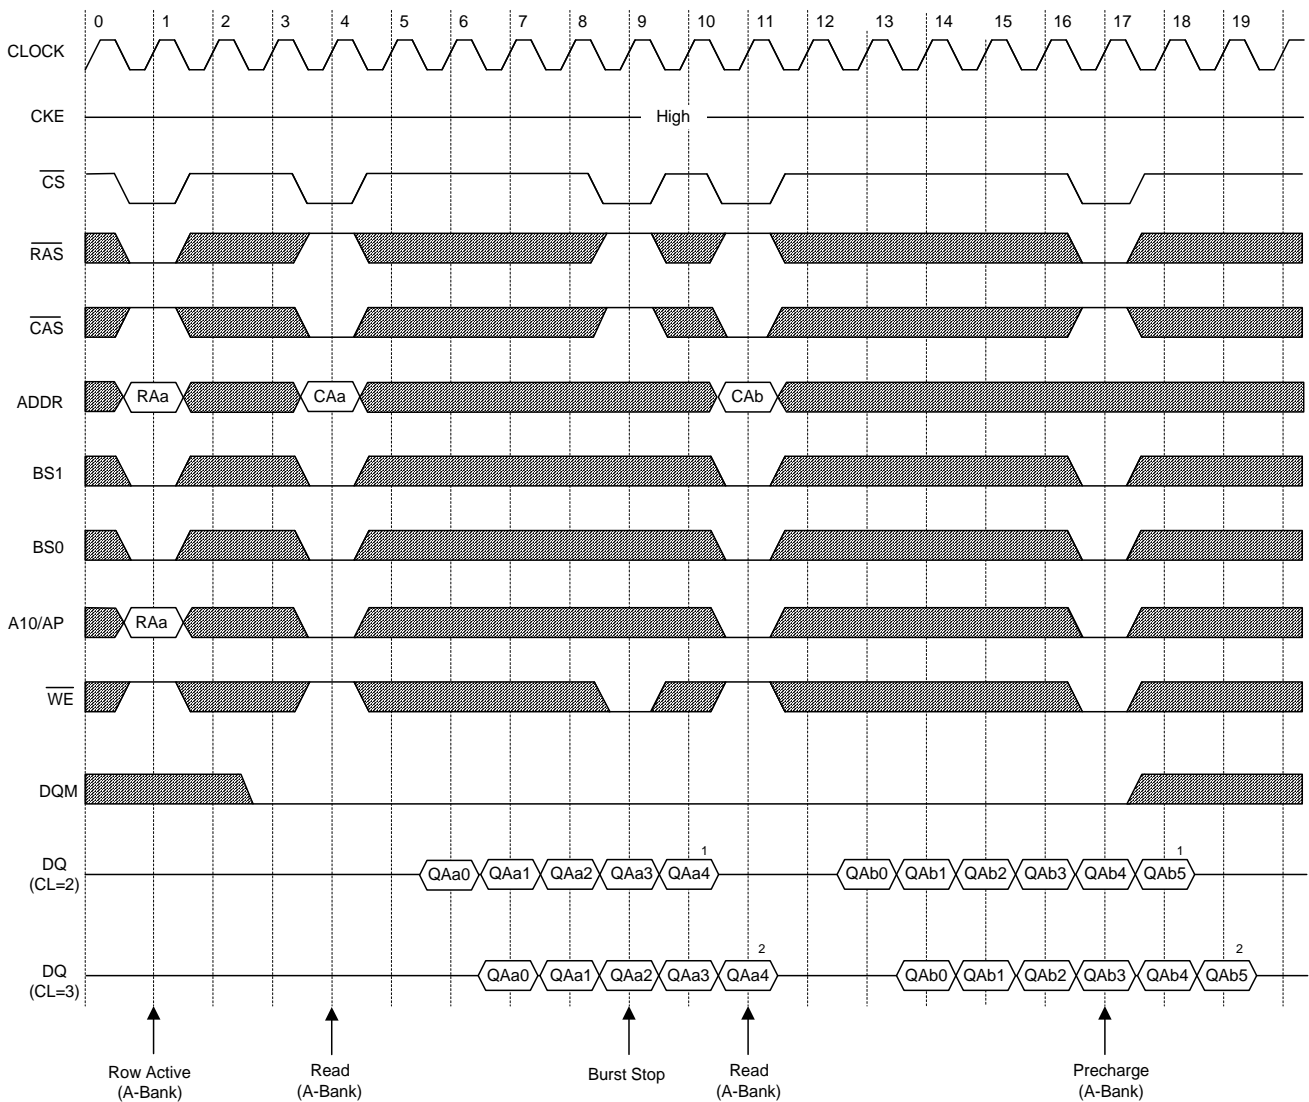 0 1 2 3 4 5 6 7 8 9 10 11 12 13 14 15 16 17 18 19
CLOCK
CKE High
CS
RAS
CAS
ADDR RAa CAa CAb
BS1
BS0
A10/AP RAa
WE
DQM
1 1
DQ
(CL=2) QAa0 QAa1 QAa2 QAa3 QAa4 QAb0 QAb1 QAb2 QAb3 QAb4 QAb5
2 2
DQ
(CL=3) QAa0 QAa1 QAa2 QAa3 QAa4 QAb0 QAb1 QAb2 QAb3 QAb4 QAb5
Row Active
(A-Bank)
Read
(A-Bank)
Burst Stop
Read
(A-Bank)
Precharge
(A-Bank)